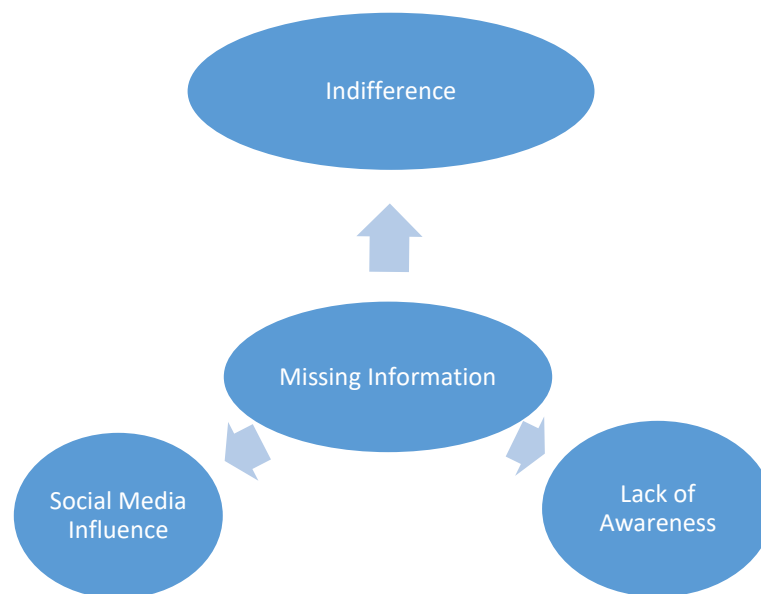 Indifference
Missing Information
Social Media
Influence
Lack of
Awareness